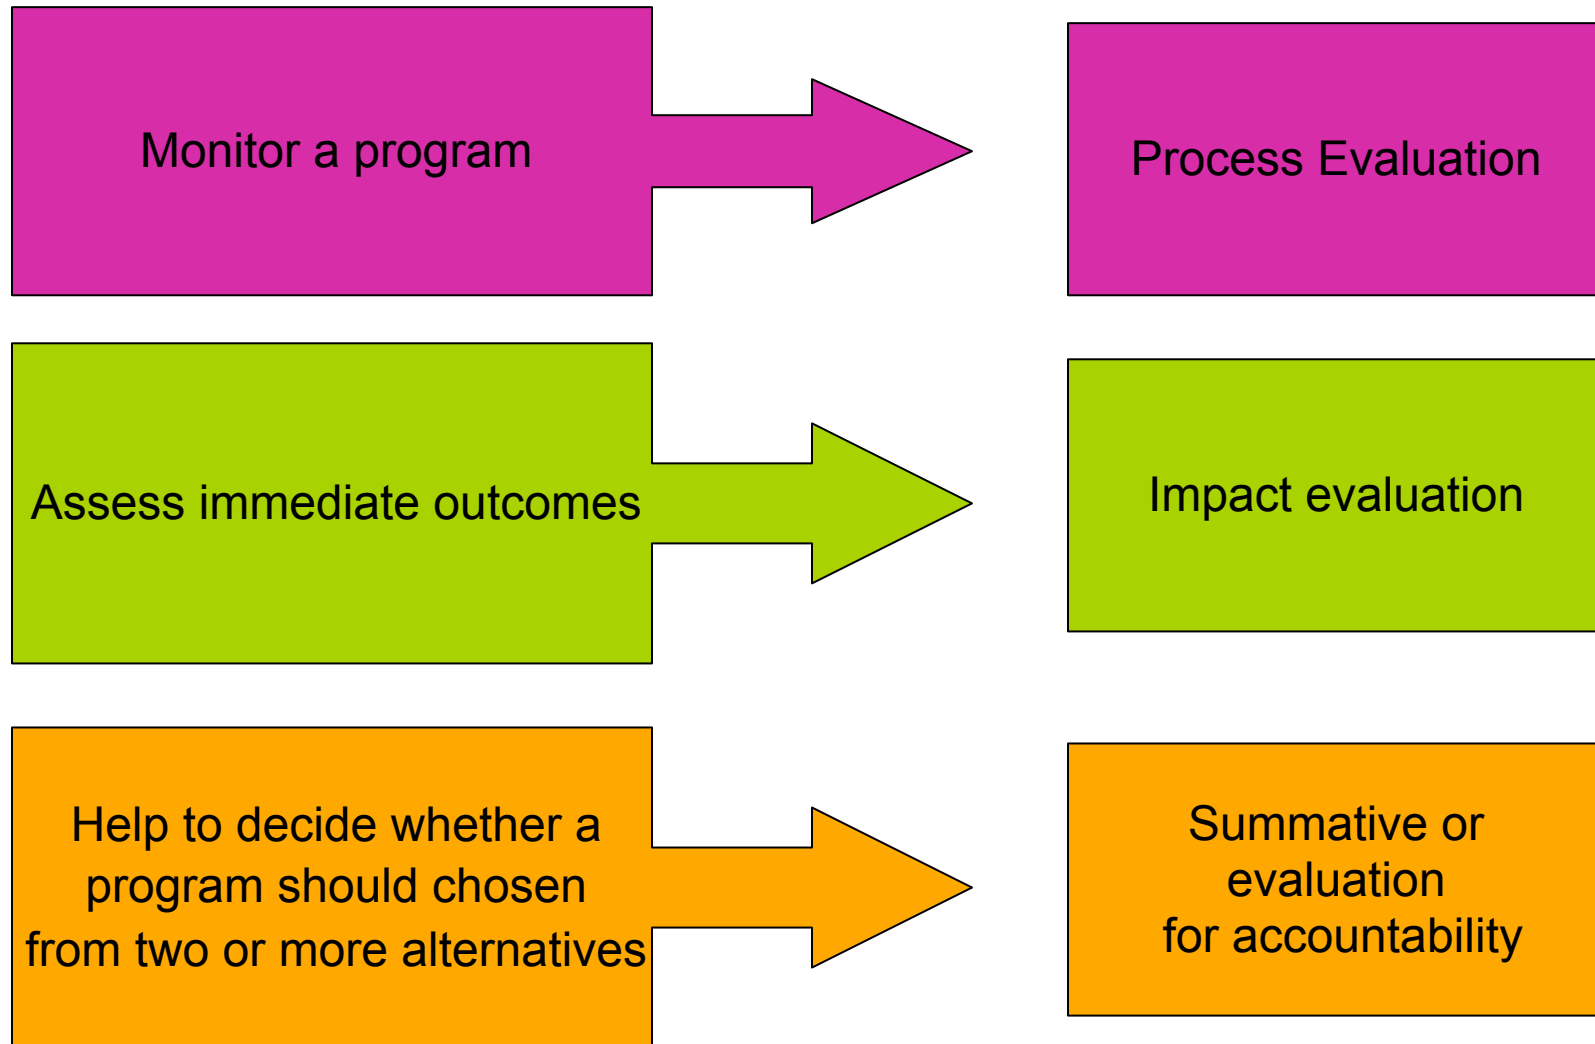 Monitor a program
Process Evaluation
Assess immediate outcomes
Impact evaluation
Help to decide whether a
program should chosen
from two or more alternatives
Summative or
evaluation
for accountability